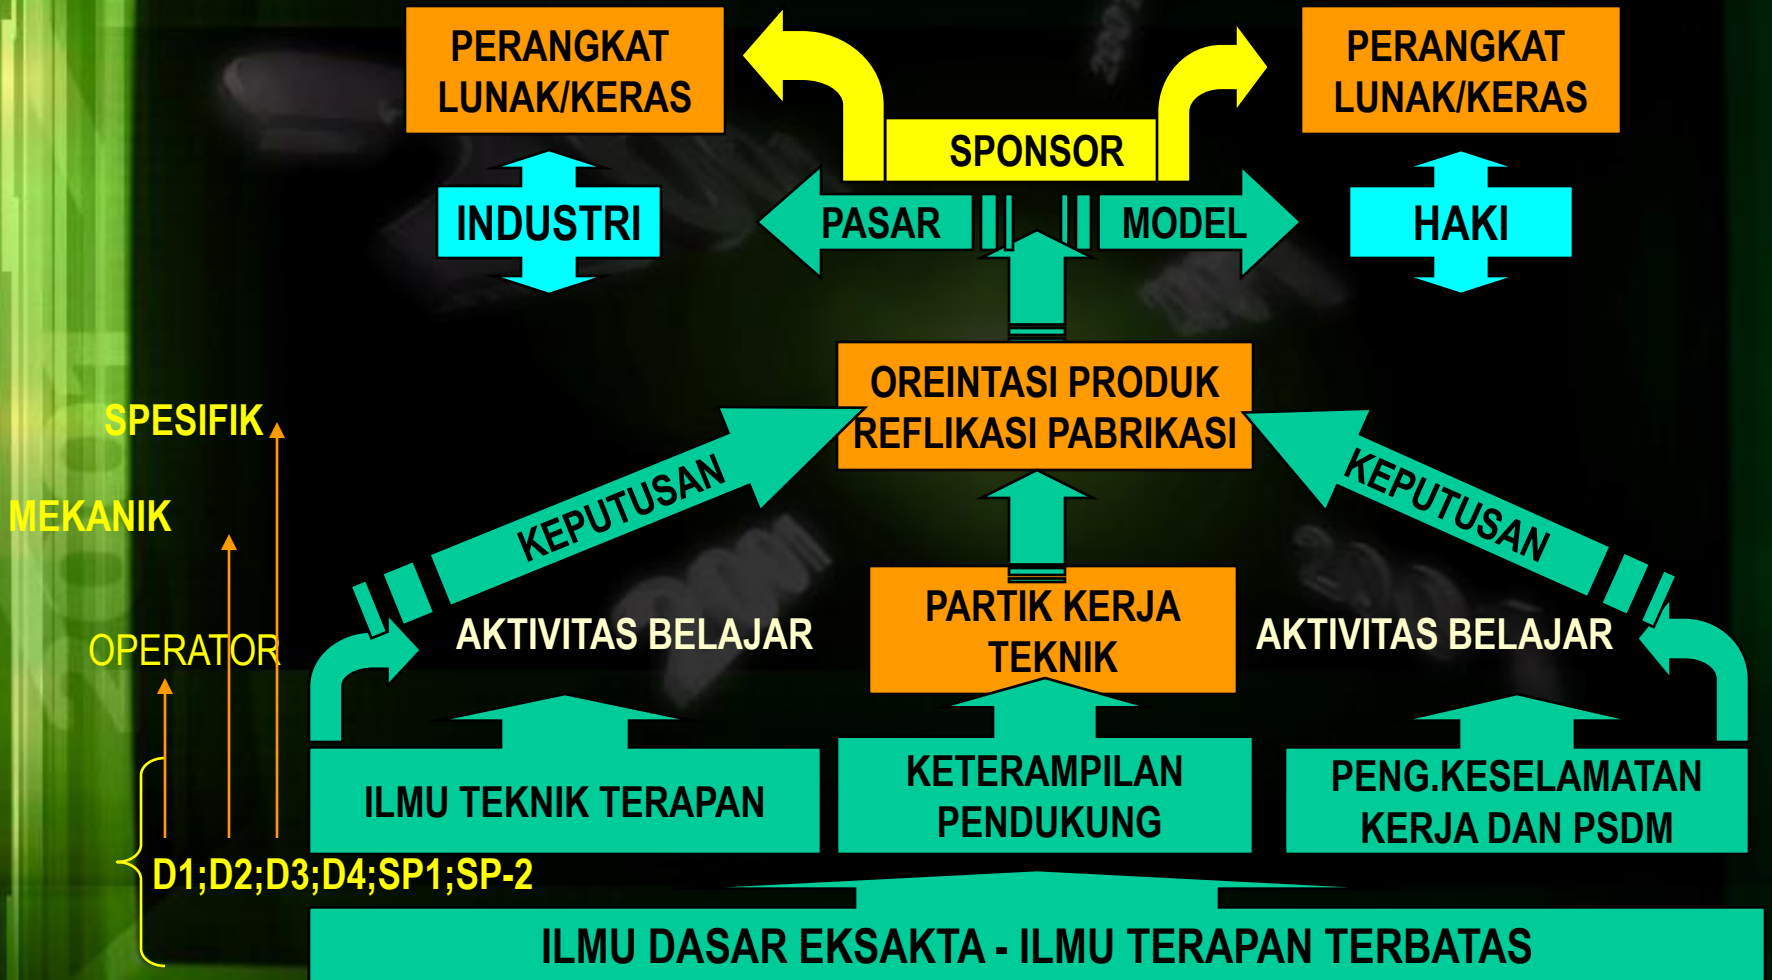 PERANGKAT
LUNAK/KERAS
PERANGKAT
LUNAK/KERAS
SPONSOR
INDUSTRI
PASAR
MODEL
HAKI
OREINTASI PRODUK
REFLIKASI PABRIKASI
SPESIFIK
MEKANIK
OPERATOR
KEPUTUSAN
KEPUTUSAN
AKTIVITAS BELAJAR
PARTIK KERJA
TEKNIK
AKTIVITAS BELAJAR
ILMU TEKNIK TERAPAN
KETERAMPILAN
PENDUKUNG
PENG.KESELAMATAN
KERJA DAN PSDM
D1;D2;D3;D4;SP1;SP-2
ILMU DASAR EKSAKTA - ILMU TERAPAN TERBATAS